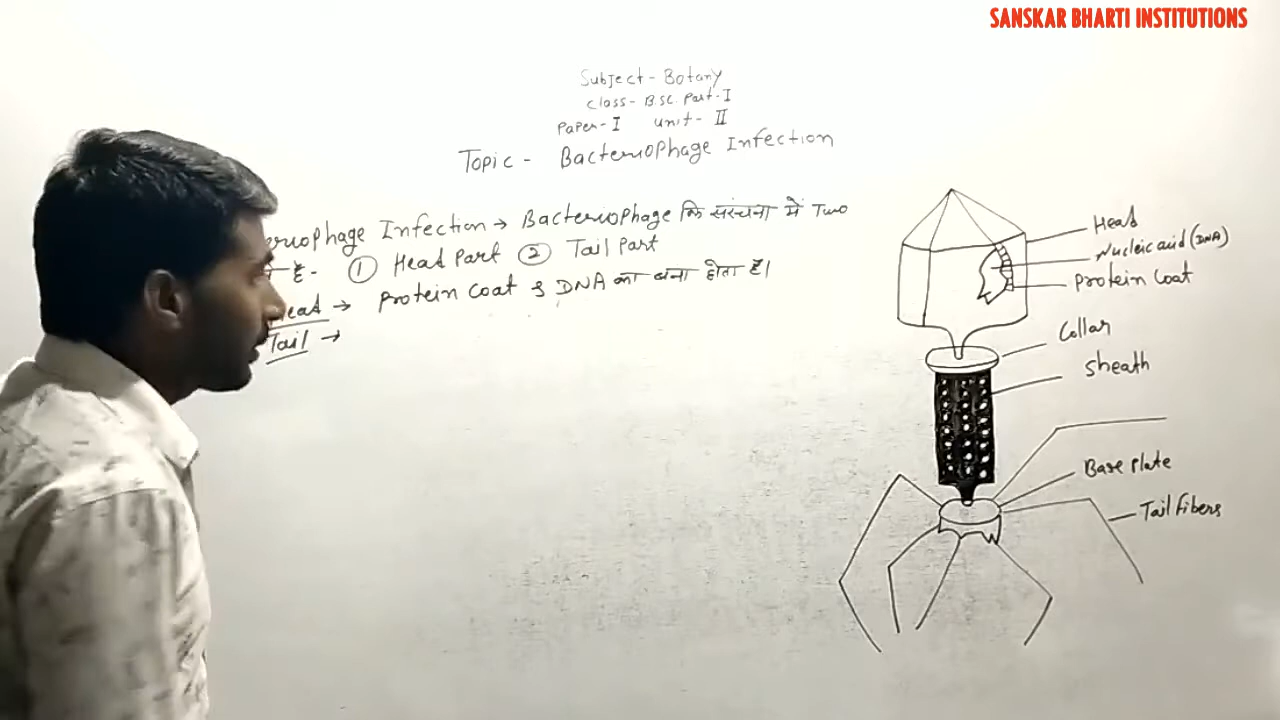 SANSKAR BHARTI INSTITUTIONS
Subject - Botany
Class - B.SC. Part - I
Paper - I Unit - II
Topic - Bacteriophage Infection
eriophage Infection → Bacteriophage कि संरचना में Two
है - ① Head Part ② Tail Part
Head → Protein Coat & DNA का बना होता है।
Tail →
Head
Nucleic acid (DNA)
Protein Coat
Collar
Sheath
Base plate
Tail fibers